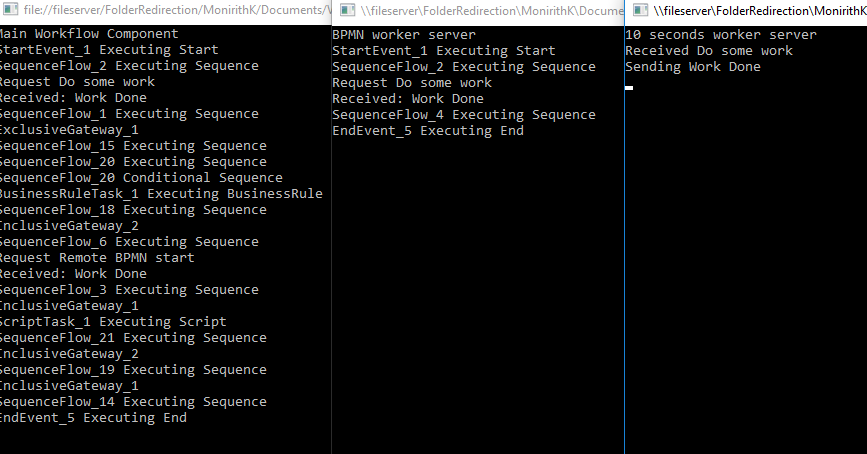 file://fileserver/FolderRedirection/MonirithK/Documents/
Main Workflow Component
StartEvent_1 Executing Start
SequenceFlow_2 Executing Sequence
Request Do some work
Received: Work Done
SequenceFlow_1 Executing Sequence
ExclusiveGateway_1
SequenceFlow_15 Executing Sequence
SequenceFlow_20 Executing Sequence
SequenceFlow_20 Conditional Sequence
BusinessRuleTask_1 Executing BusinessRule
SequenceFlow_18 Executing Sequence
InclusiveGateway_2
SequenceFlow_6 Executing Sequence
Request Remote BPMN start
Received: Work Done
SequenceFlow_3 Executing Sequence
InclusiveGateway_1
ScriptTask_1 Executing Script
SequenceFlow_21 Executing Sequence
InclusiveGateway_2
SequenceFlow_19 Executing Sequence
InclusiveGateway_1
SequenceFlow_14 Executing Sequence
EndEvent_5 Executing End
\\fileserver\FolderRedirection\MonirithK\Docume
BPMN worker server
StartEvent_1 Executing Start
SequenceFlow_2 Executing Sequence
Request Do some work
Received: Work Done
SequenceFlow_4 Executing Sequence
EndEvent_5 Executing End
\\fileserver\FolderRedirection\MonirithK
10 seconds worker server
Received Do some work
Sending Work Done